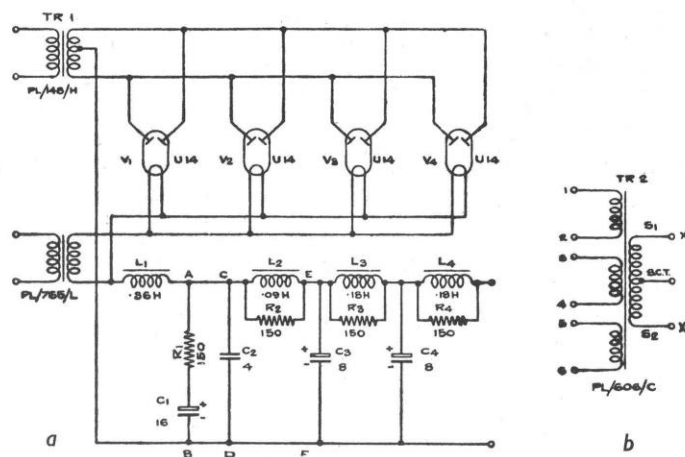 TR 1
PL/146/H
V1 U14
V2 U14
V3 U14
V4 U14
PL/755/L
L1
.36H
A
C
L2
.09H
R2
150
E
L3
.15H
R3
150
L4
.18H
R4
150
R1
150
C1
16
C2
4
C3
8
C4
8
a
B
D
F
TR 2
1
2
3
4
5
6
S1
S.C.T.
S2
PL/606/C
b